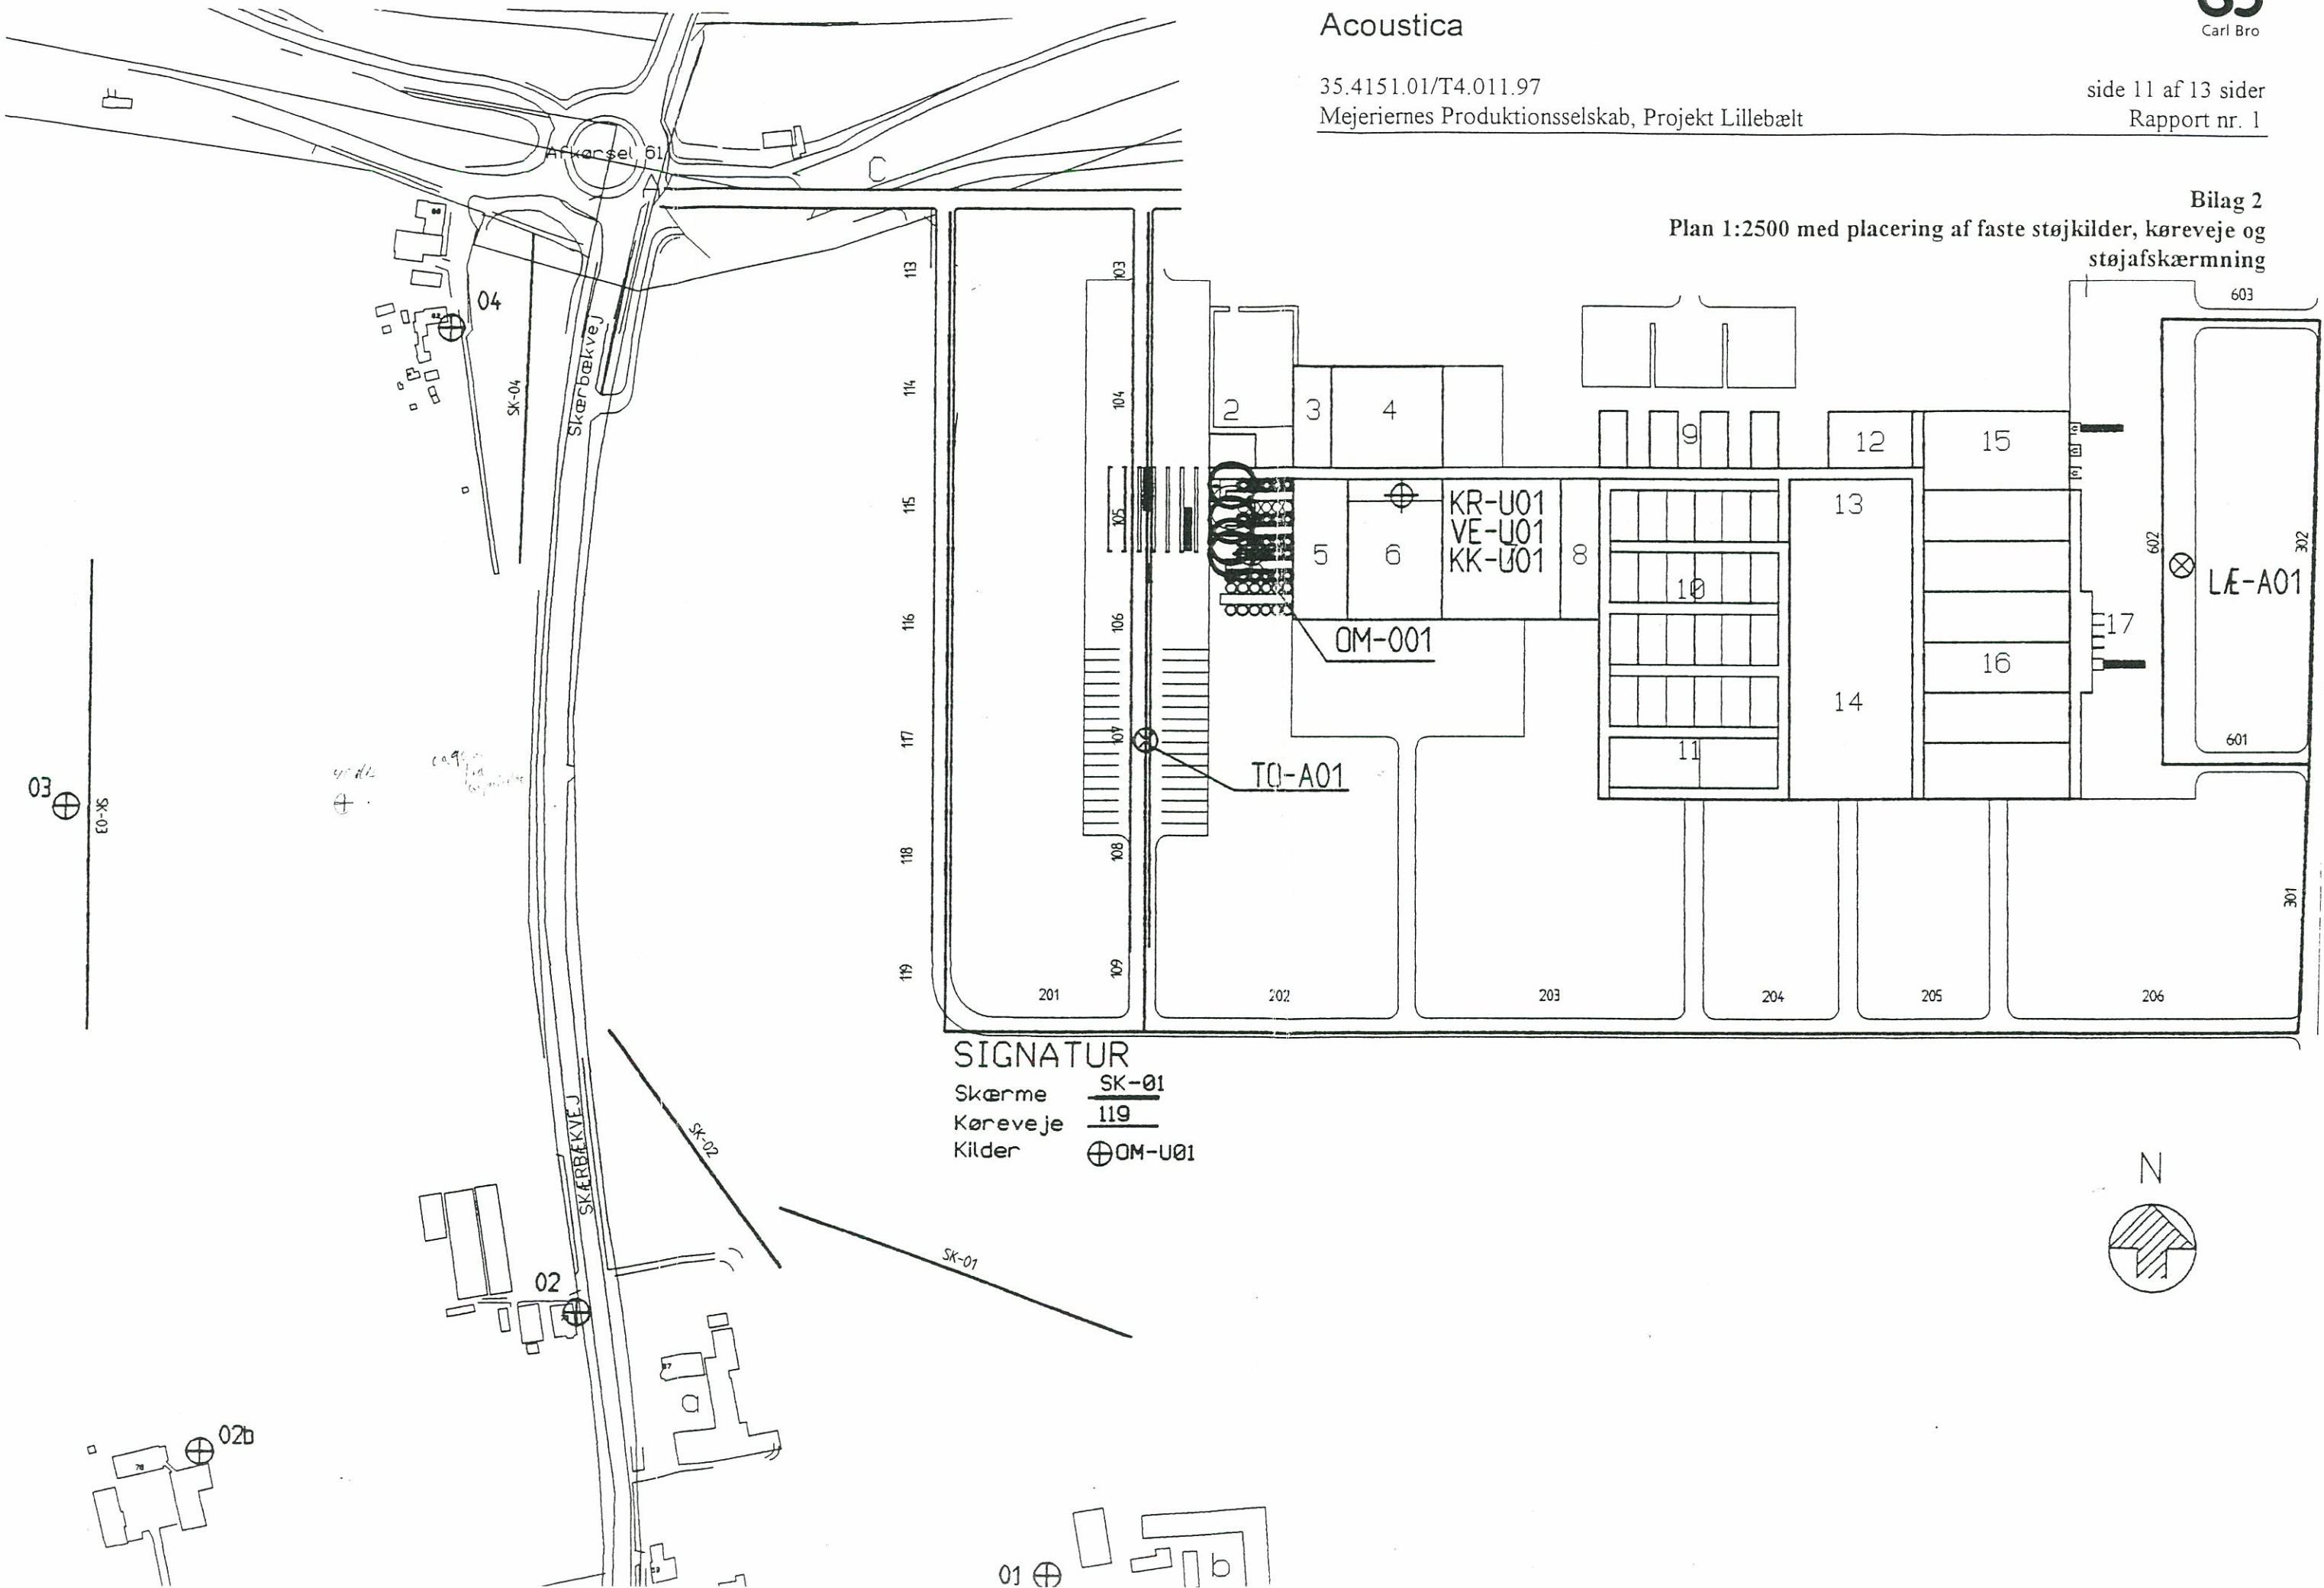 Acoustica
Carl Bro
35.4151.01/T4.011.97
side 11 af 13 sider
Mejeriernes Produktionsselskab, Projekt Lillebælt
Rapport nr. 1
Bilag 2
Plan 1:2500 med placering af faste støjkilder, køreveje og
støjafskærmning
Afkørsel 61
C
04
SK-04
Skærbækvej
113
114
115
116
117
118
119
103
104
105
106
107
108
109
2
3
4
5
6
KR-U01
VE-U01
KK-U01
8
9
10
11
12
13
14
15
16
17
OM-001
TO-A01
LÆ-A01
603
602
302
601
301
201
202
203
204
205
206
03
SK-03
SIGNATUR
Skærme SK-01
Køreveje 119
Kilder OM-U01
SK-02
SK-01
SKÆRBÆKVEJ
N
02
87
a
02b
78
01
b